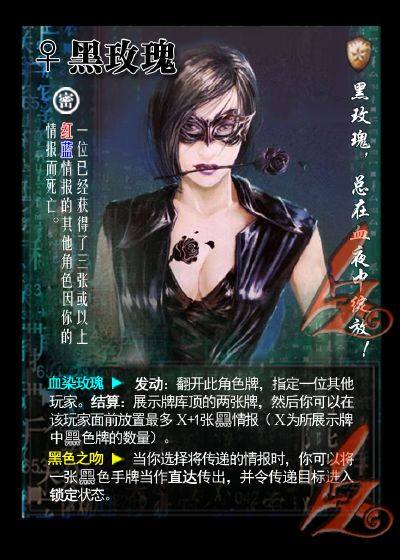 ♀ 黑玫瑰
密
一位已经获得了三张或以上
红蓝情报的其他角色因你的
情报而死亡。
黑玫瑰，总在血夜中绽放！
血染玫瑰 ▶ 发动：翻开此角色牌，指定一位其他
玩家。结算：展示牌库顶的两张牌，然后你可以在
该玩家面前放置最多 X+1张黑情报（ X为所展示牌
中黑色牌的数量）。
黑色之吻 ▶ 当你选择将传递的情报时，你可以将
一张黑色手牌当作直达传出，并令传递目标进入
锁定状态。